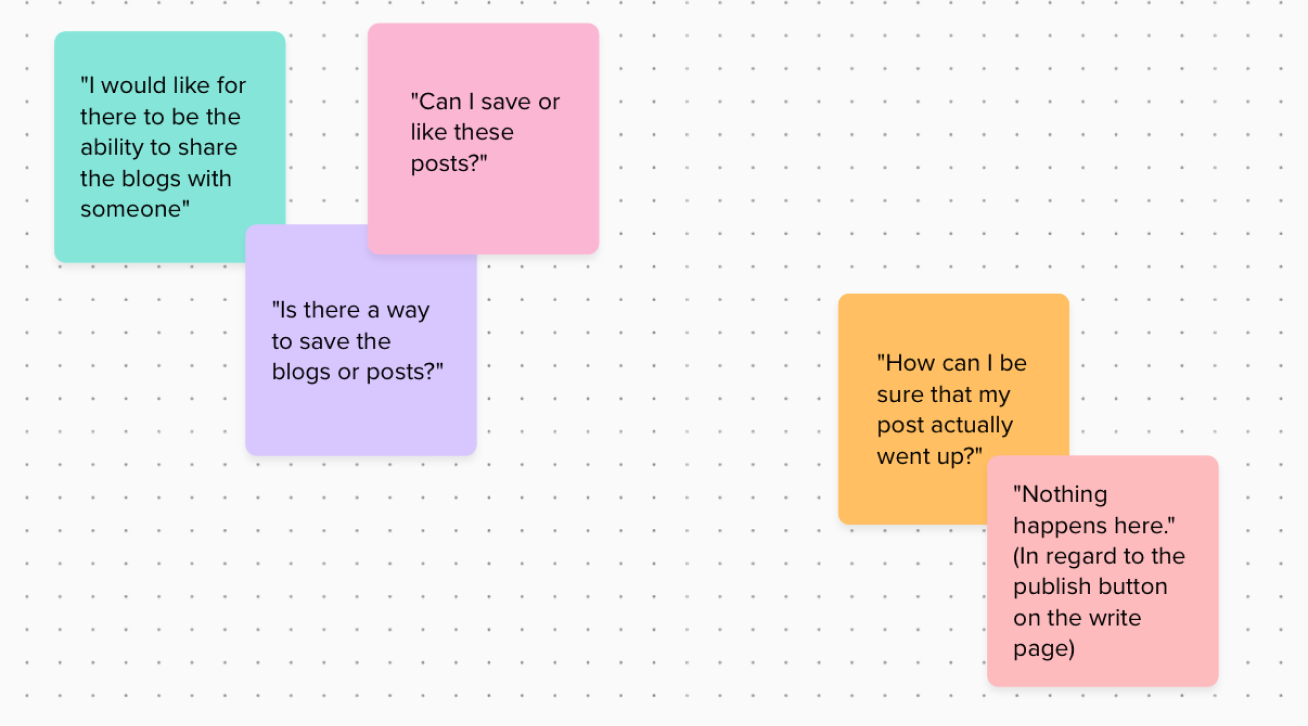 "I would like for
there to be the
ability to share
the blogs with
someone"
"Can I save or
like these
posts?"
"Is there a way
to save the
blogs or posts?"
"How can I be
sure that my
post actually
went up?"
"Nothing
happens here."
(In regard to the
publish button
on the write
page)